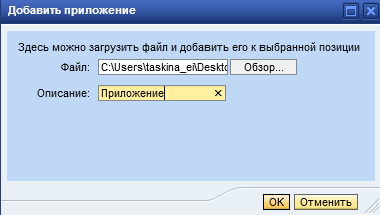 Добавить приложение
Здесь можно загрузить файл и добавить его к выбранной позиции
Файл: C:\Users\taskina_ei\Deskto Обзор...
Описание: Приложение
OK Отменить